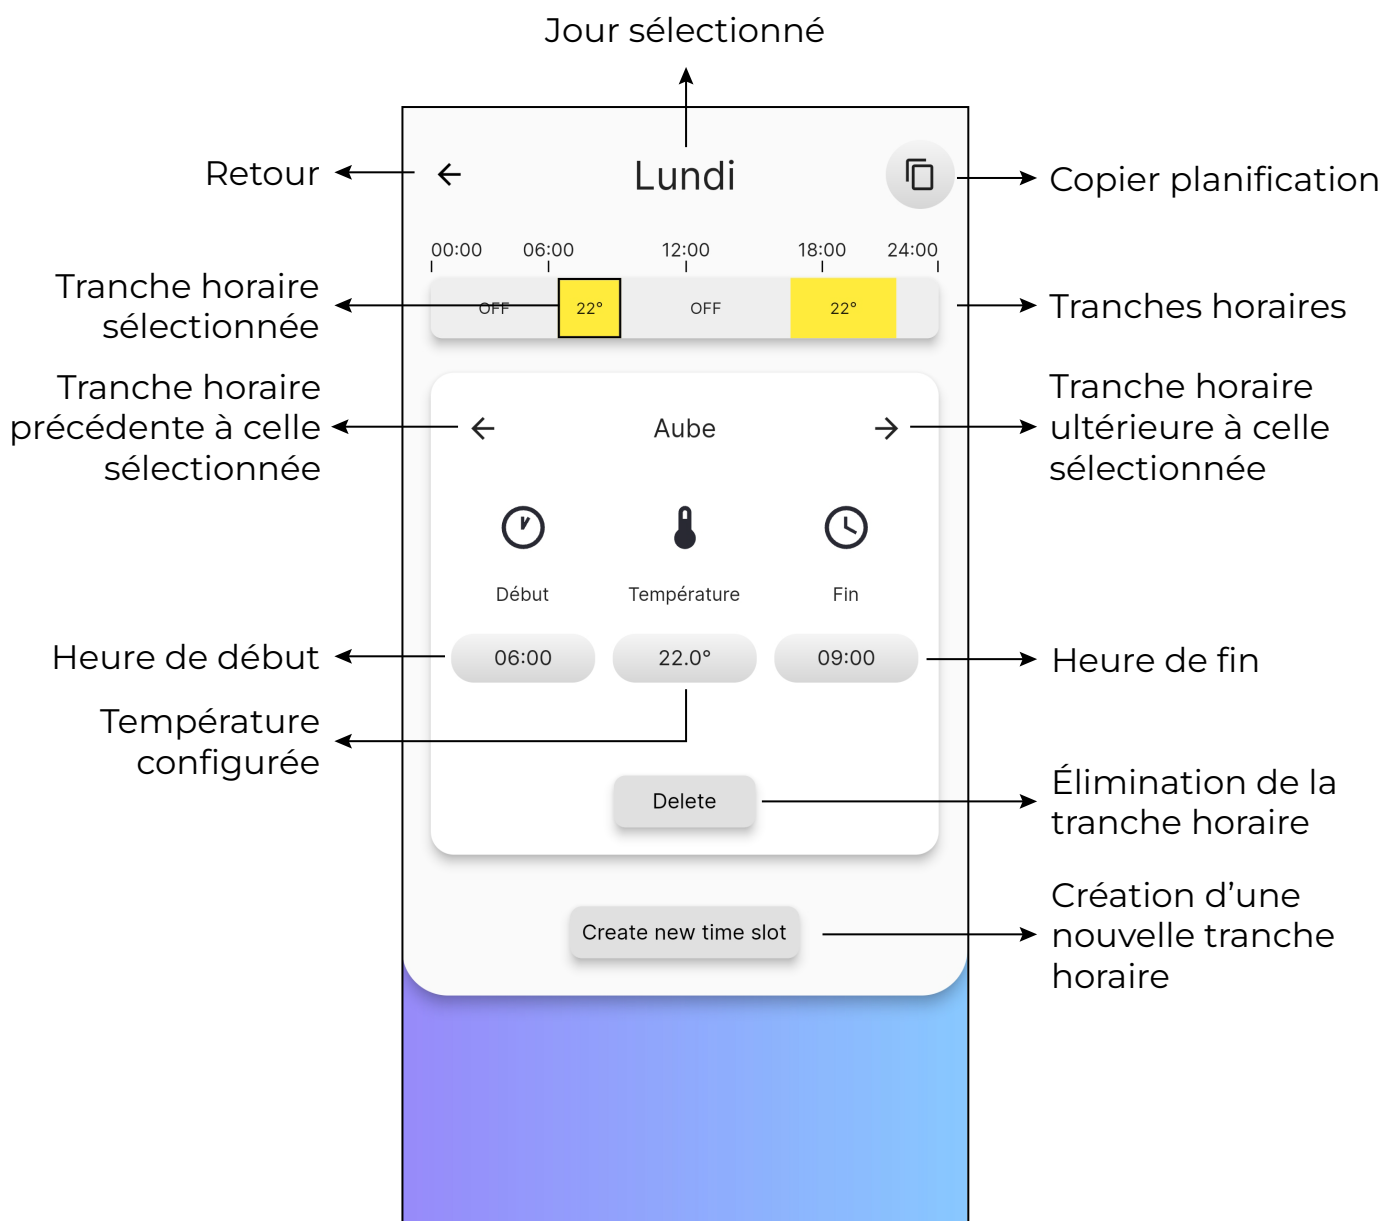 Jour sélectionné
Retour
Lundi
Copier planification
00:00 06:00 12:00 18:00 24:00
Tranche horaire
sélectionnée
OFF 22° OFF 22°
Tranches horaires
Tranche horaire
précédente à celle
sélectionnée
Aube
Tranche horaire
ultérieure à celle
sélectionnée
Début Température Fin
Heure de début
06:00 22.0° 09:00
Heure de fin
Température
configurée
Delete
Élimination de la
tranche horaire
Create new time slot
Création d’une
nouvelle tranche
horaire